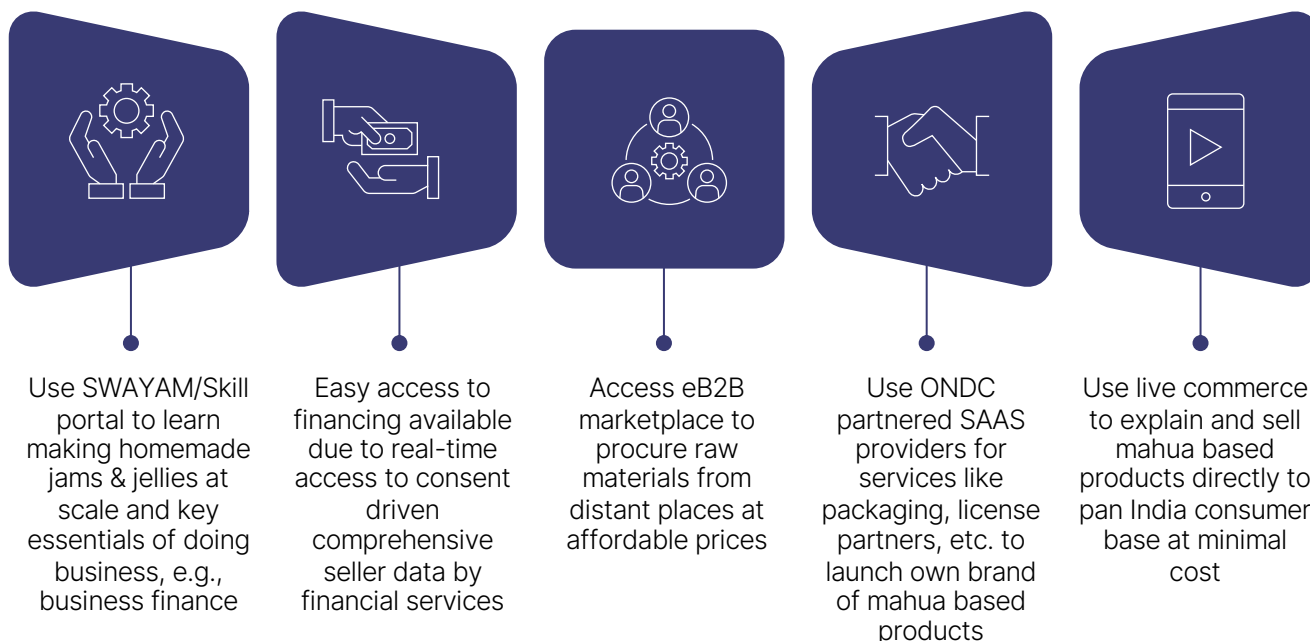 Use SWAYAM/Skill
portal to learn
making homemade
jams & jellies at
scale and key
essentials of doing
business, e.g.,
business finance
Easy access to
financing available
due to real-time
access to consent
driven
comprehensive
seller data by
financial services
Access eB2B
marketplace to
procure raw
materials from
distant places at
affordable prices
Use ONDC
partnered SAAS
providers for
services like
packaging, license
partners, etc. to
launch own brand
of mahua based
products
Use live commerce
to explain and sell
mahua based
products directly to
pan India consumer
base at minimal
cost